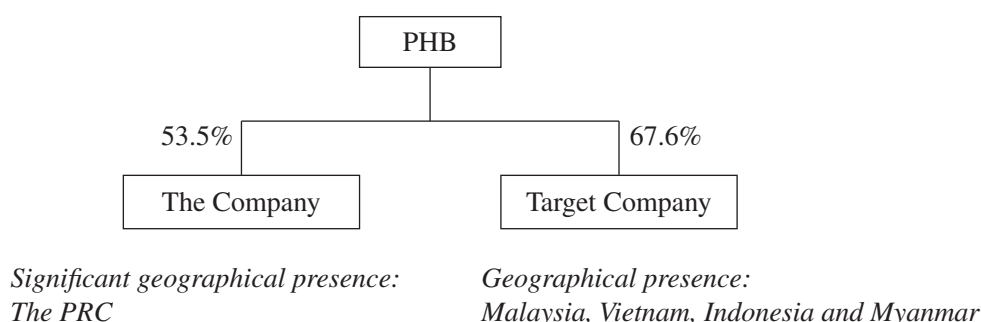 PHB
53.5%
67.6%
The Company
Target Company
Significant geographical presence:
The PRC
Geographical presence:
Malaysia, Vietnam, Indonesia and Myanmar